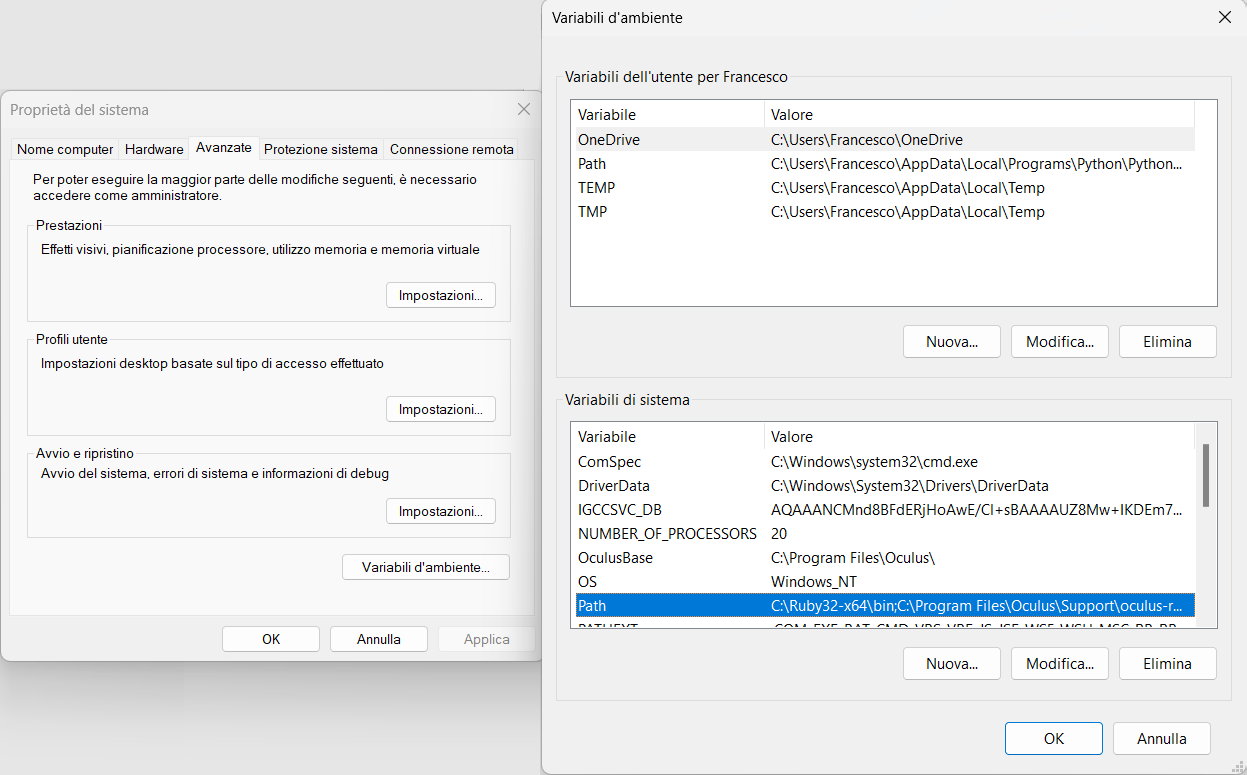 Proprietà del sistema
Nome computer Hardware Avanzate Protezione sistema Connessione remota
Per poter eseguire la maggior parte delle modifiche seguenti, è necessario
accedere come amministratore.
Prestazioni
Effetti visivi, pianificazione processore, utilizzo memoria e memoria virtuale
Impostazioni...
Profili utente
Impostazioni desktop basate sul tipo di accesso effettuato
Impostazioni...
Avvio e ripristino
Avvio del sistema, errori di sistema e informazioni di debug
Impostazioni...
Variabili d'ambiente...
OK Annulla Applica
Variabili d'ambiente
Variabili dell'utente per Francesco
Variabile Valore
OneDrive C:\Users\Francesco\OneDrive
Path C:\Users\Francesco\AppData\Local\Programs\Python\Python...
TEMP C:\Users\Francesco\AppData\Local\Temp
TMP C:\Users\Francesco\AppData\Local\Temp
Nuova... Modifica... Elimina
Variabili di sistema
Variabile Valore
ComSpec C:\Windows\system32\cmd.exe
DriverData C:\Windows\System32\Drivers\DriverData
IGCCSVC_DB AQAAANCMnd8BFdERjHoAwE/Cl+sBAAAAUZ8Mw+IKDEm7...
NUMBER_OF_PROCESSORS 20
OculusBase C:\Program Files\Oculus\
OS Windows_NT
Path C:\Ruby32-x64\bin;C:\Program Files\Oculus\Support\oculus-r...
Nuova... Modifica... Elimina
OK Annulla